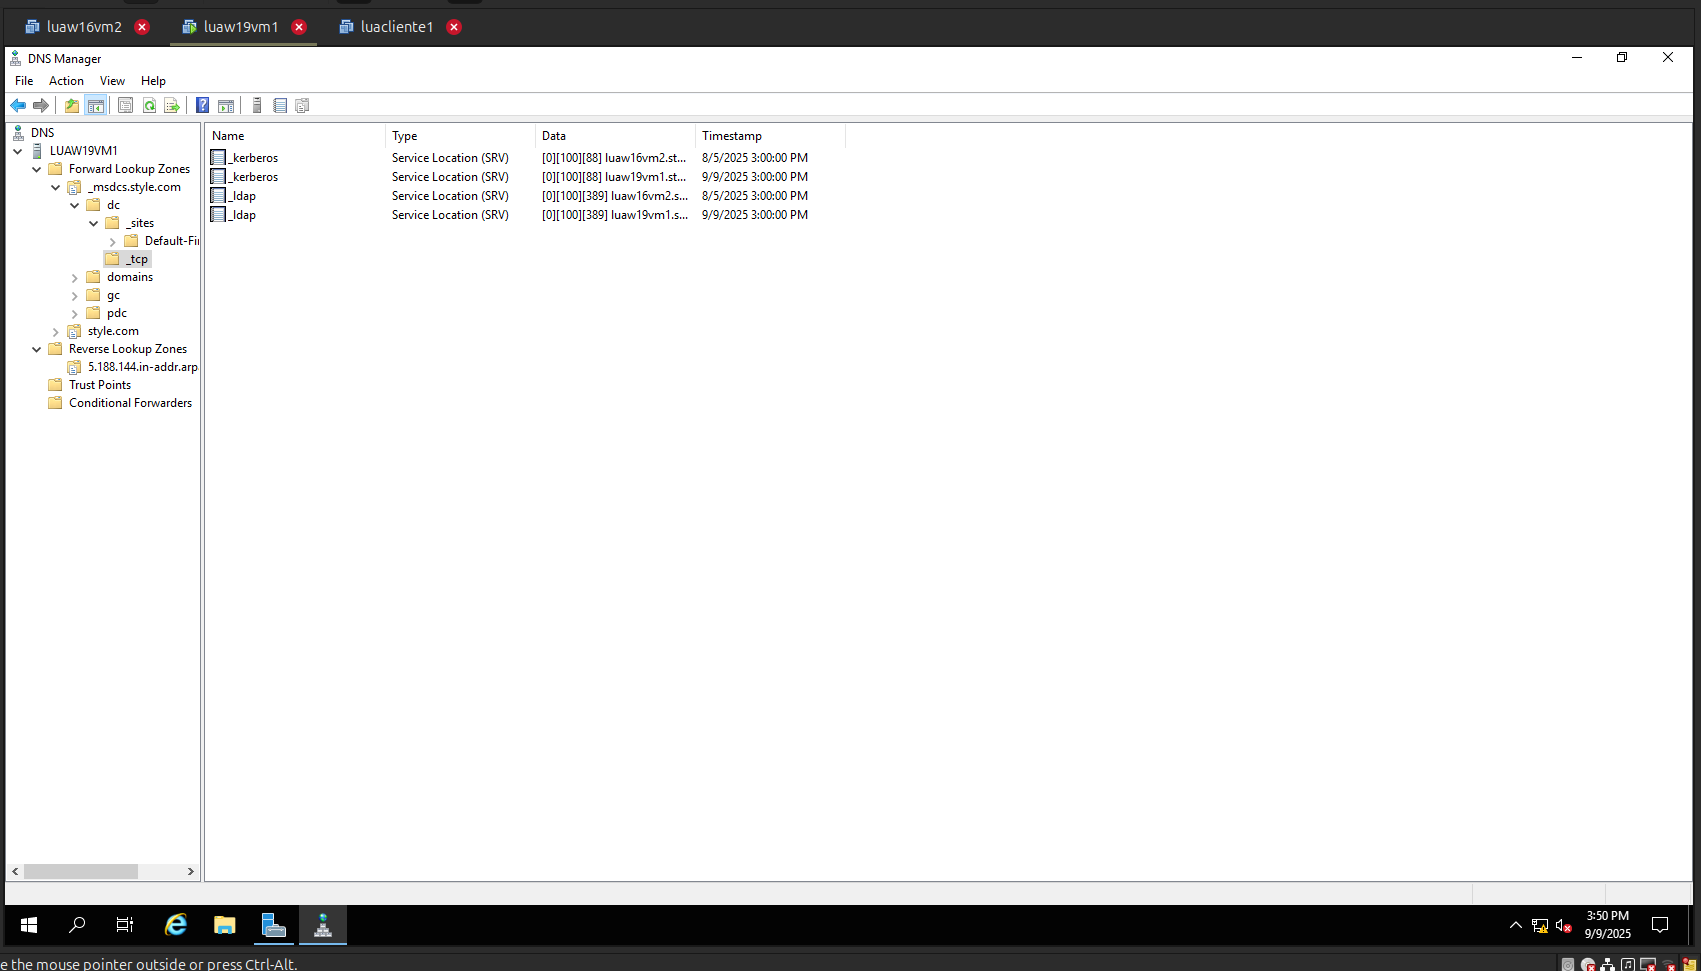 luaw16vm2 luaw19vm1 luacliente1
DNS Manager
File Action View Help
DNS
LUAW19VM1
Forward Lookup Zones
_msdcs.style.com
dc
_sites
Default-Fir
_tcp
domains
gc
pdc
style.com
Reverse Lookup Zones
5.188.144.in-addr.arp
Trust Points
Conditional Forwarders
Name Type Data Timestamp
_kerberos Service Location (SRV) [0][100][88] luaw16vm2.st... 8/5/2025 3:00:00 PM
_kerberos Service Location (SRV) [0][100][88] luaw19vm1.st... 9/9/2025 3:00:00 PM
_ldap Service Location (SRV) [0][100][389] luaw16vm2.s... 8/5/2025 3:00:00 PM
_ldap Service Location (SRV) [0][100][389] luaw19vm1.s... 9/9/2025 3:00:00 PM
3:50 PM
9/9/2025
e the mouse pointer outside or press Ctrl-Alt.